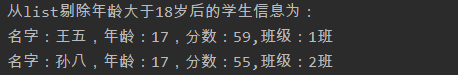 从list剔除年龄大于18岁后的学生信息为：
名字：王五，年龄：17，分数：59,班级：1班
名字：孙八，年龄：17，分数：55,班级：2班